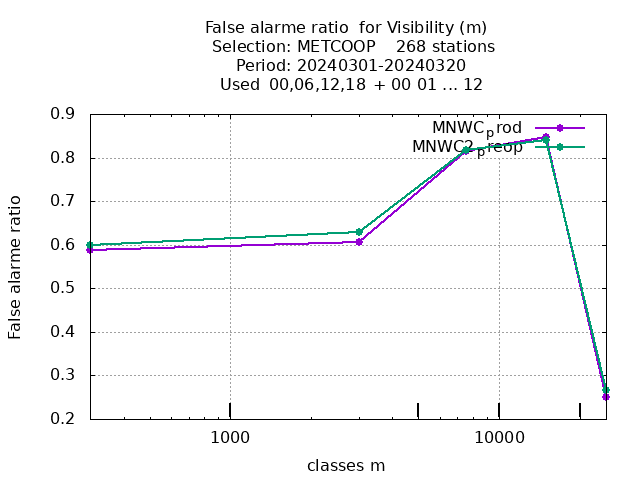 False alarme ratio  for Visibility (m)
Selection: METCOOP    268 stations
Period: 20240301-20240320
Used  00,06,12,18  + 00 01 ... 12
MNWC_prod
MNWC2_preop
False alarme ratio
0.9
0.8
0.7
0.6
0.5
0.4
0.3
0.2
1000
10000
classes m